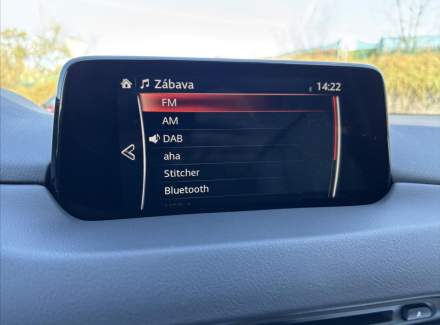 Zábava
14:22
FM
AM
DAB
aha
Stitcher
Bluetooth